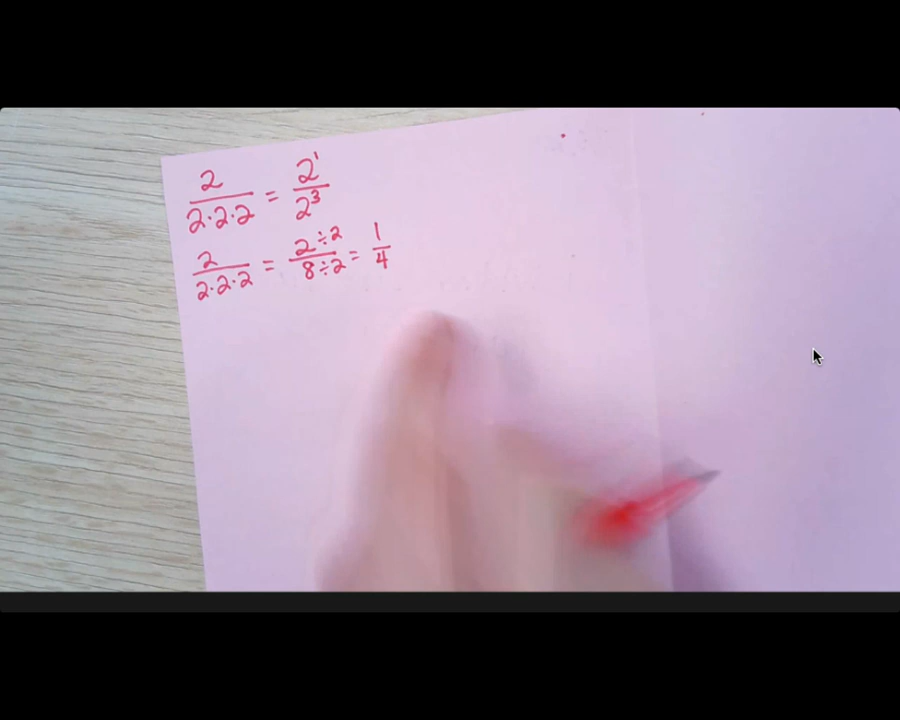 2/2·2·2 = 2¹/2³
2/2·2·2 = 2÷2/8÷2 = 1/4